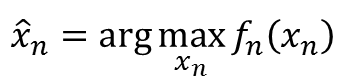 x̂ₙ = arg max fₙ(xₙ)
xₙ